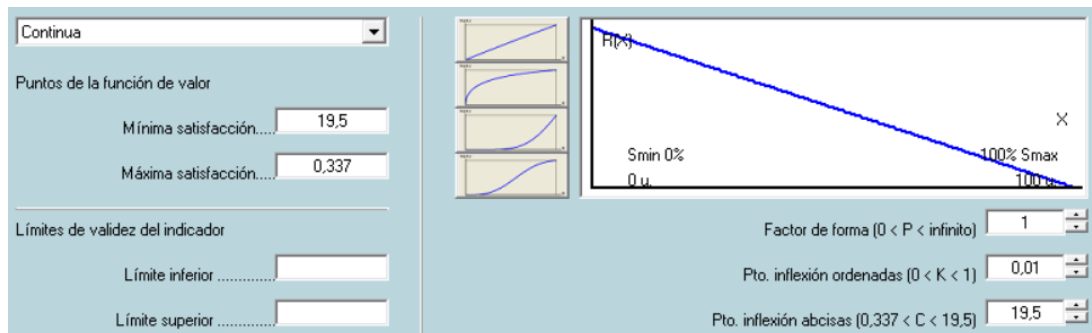 Continua
Puntos de la función de valor
Mínima satisfacción.... 19,5
Máxima satisfacción.... 0,337
Límites de validez del indicador
Límite inferior .............
Límite superior ............
R(X)
X
Smin 0% 100% Smax
0 u. 100 u.
Factor de forma (0 < P < infinito) 1
Pto. inflexión ordenadas (0 < K < 1) 0,01
Pto. inflexión abcisas (0,337 < C < 19,5) 19,5